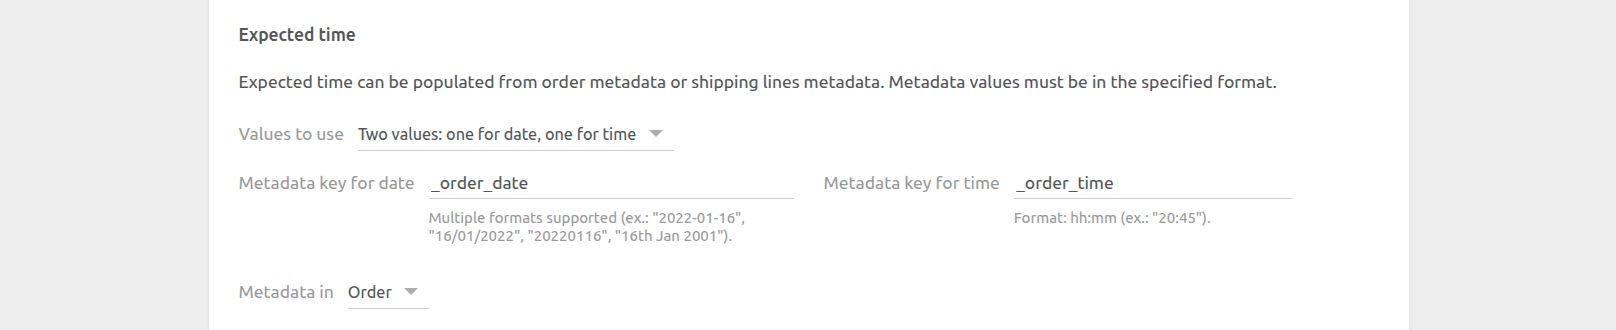 Expected time
Expected time can be populated from order metadata or shipping lines metadata. Metadata values must be in the specified format.
Values to use Two values: one for date, one for time
Metadata key for date _order_date Metadata key for time _order_time
Multiple formats supported (ex.: "2022-01-16", Format: hh:mm (ex.: "20:45").
"16/01/2022", "20220116", "16th Jan 2001").
Metadata in Order